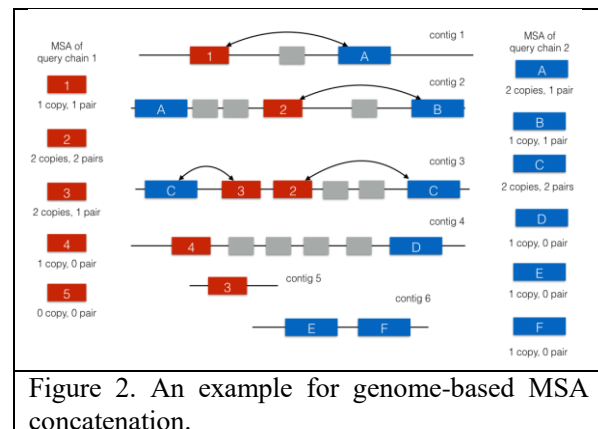 MSA of
query chain 1
1
1 copy, 1 pair
2
2 copies, 2 pairs
3
2 copies, 1 pair
4
1 copy, 0 pair
5
0 copy, 0 pair
contig 1
1
A
contig 2
A
2
B
contig 3
C
3
2
C
contig 4
4
D
contig 5
3
contig 6
E
F
MSA of
query chain 2
A
2 copies, 1 pair
B
1 copy, 1 pair
C
2 copies, 2 pairs
D
1 copy, 0 pair
E
1 copy, 0 pair
F
1 copy, 0 pair
Figure 2. An example for genome-based MSA
concatenation.